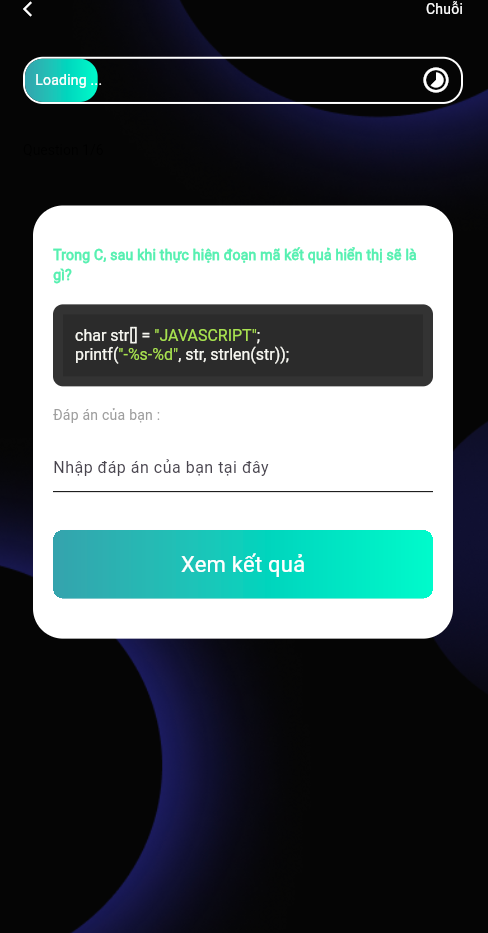 Chuỗi
Loading ...
Trong C, sau khi thực hiện đoạn mã kết quả hiển thị sẽ là
gì?
char str[] = "JAVASCRIPT";
printf("-%s-%d", str, strlen(str));
Đáp án của bạn :
Nhập đáp án của bạn tại đây
Xem kết quả